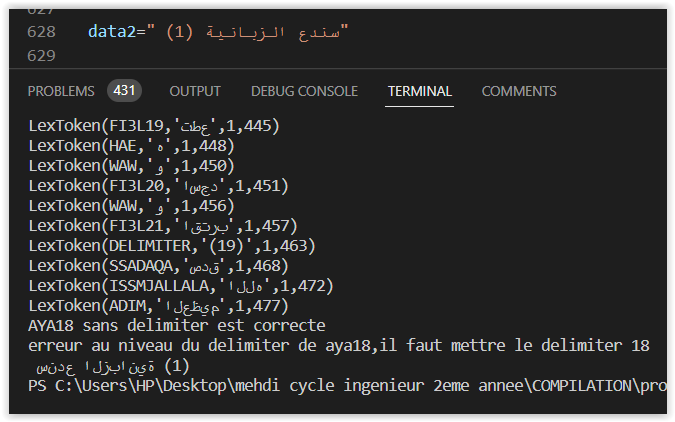 627
628 data2=" سندع الزبانية (1)"
629
PROBLEMS 431 OUTPUT DEBUG CONSOLE TERMINAL COMMENTS
LexToken(FI3L19,'تطع',1,445)
LexToken(HAE,'ه',1,448)
LexToken(WAW,'و',1,450)
LexToken(FI3L20,'اسجد',1,451)
LexToken(WAW,'و',1,456)
LexToken(FI3L21,'اقترب',1,457)
LexToken(DELIMITER,'(19)',1,463)
LexToken(SSADAQA,'صدق',1,468)
LexToken(ISSMJALLALA,'الله',1,472)
LexToken(ADIM,'العظيم',1,477)
AYA18 sans delimiter est correcte
erreur au niveau du delimiter de aya18,il faut mettre le delimiter 18
سندع الزبانية (1)
PS C:\Users\HP\Desktop\mehdi cycle ingenieur 2eme annee\COMPILATION\pro